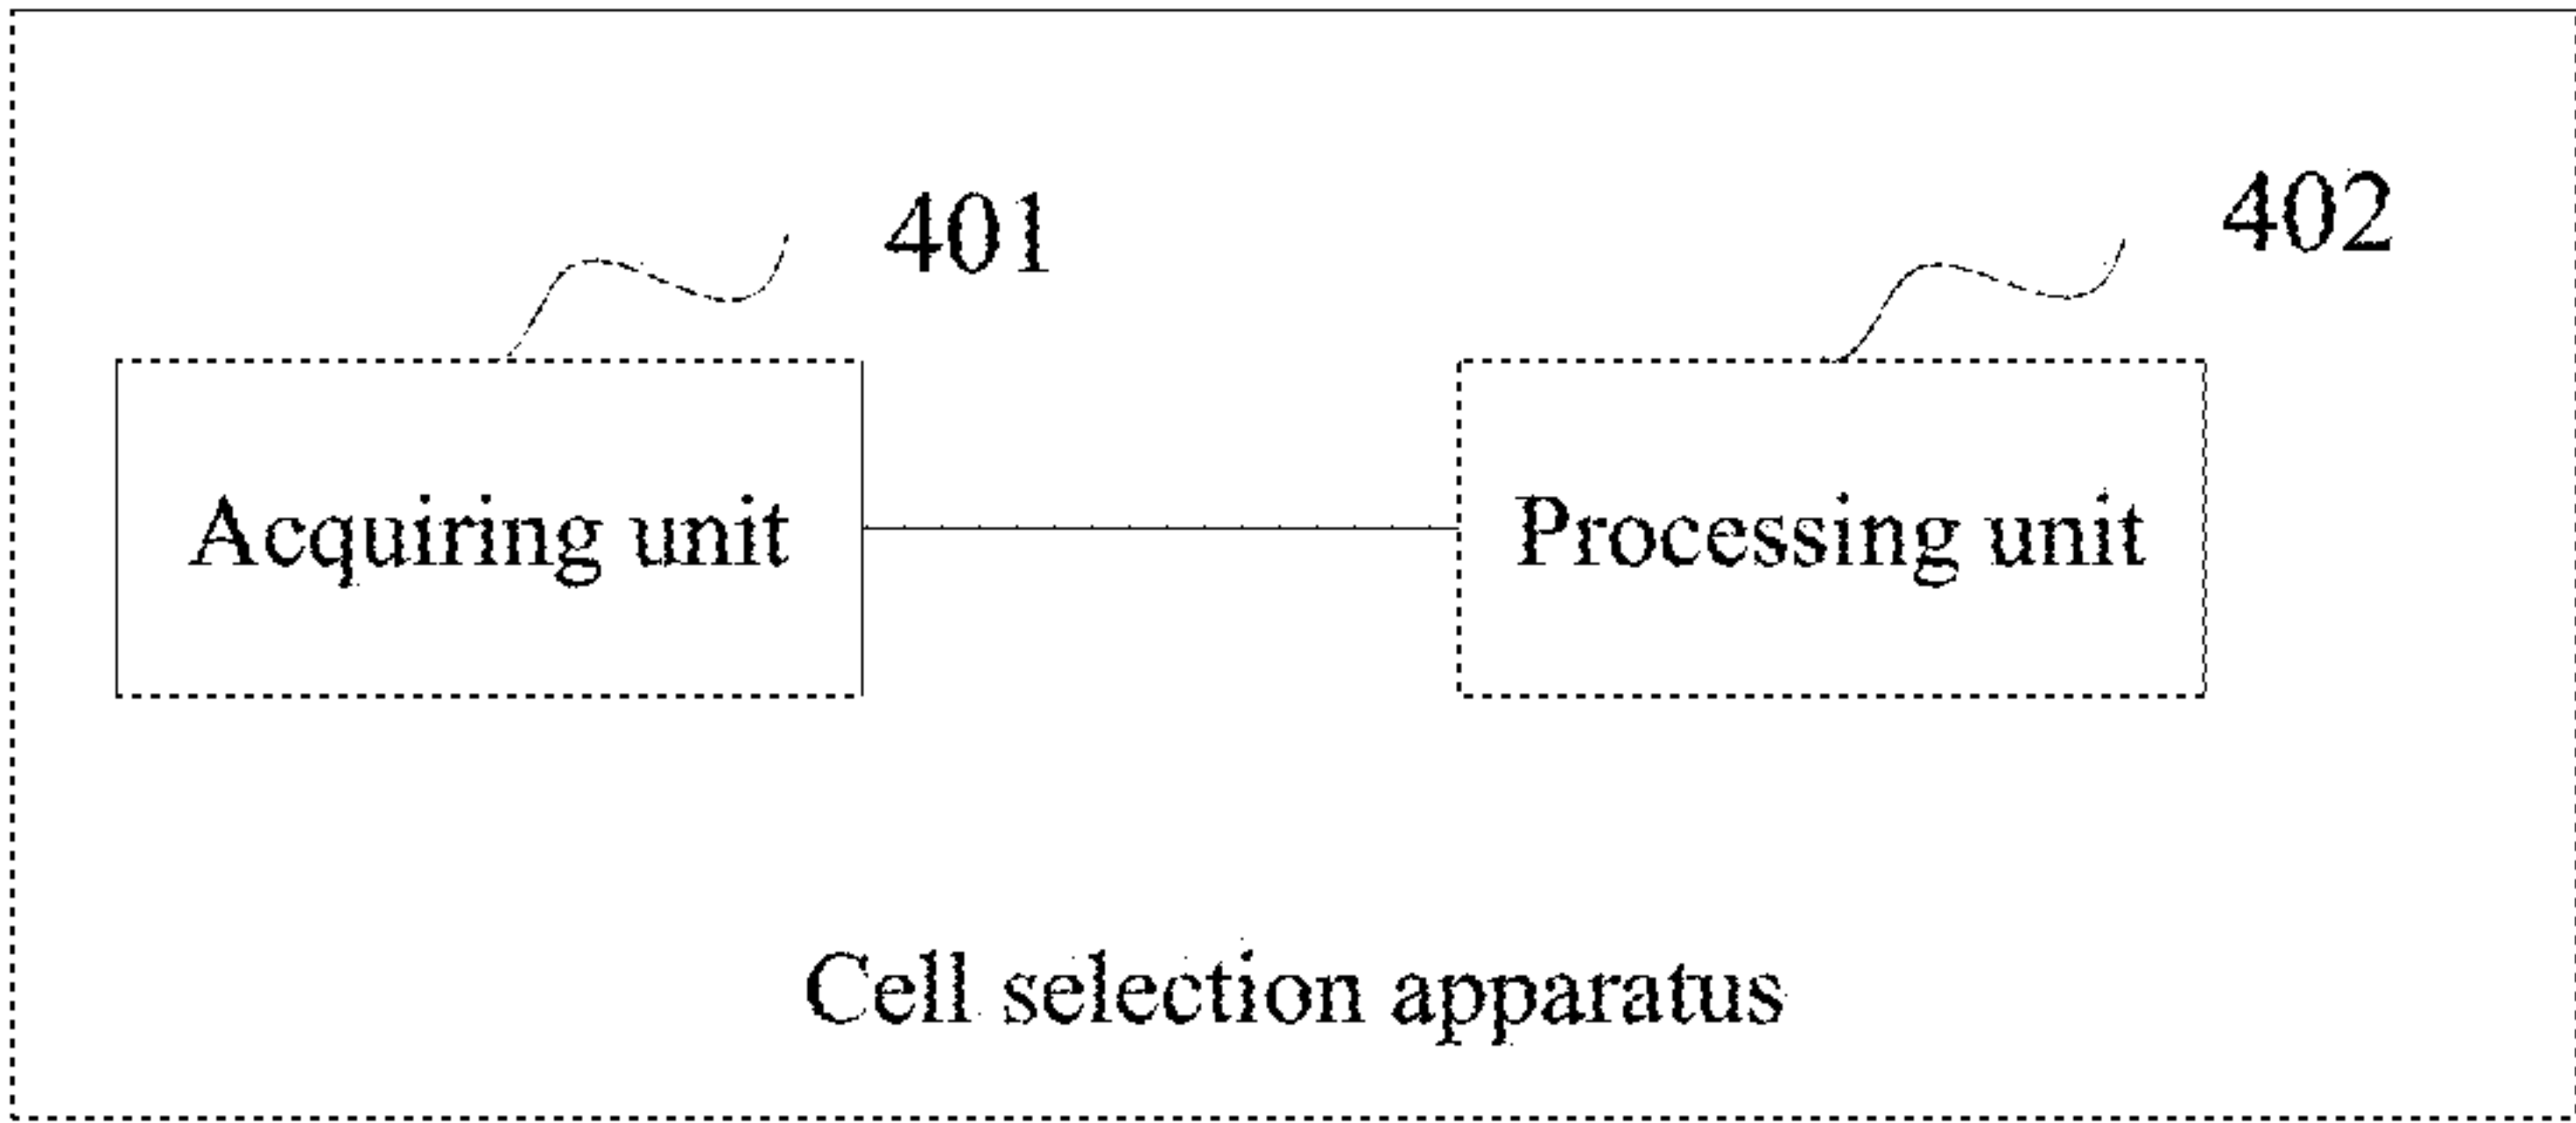 401
402
Acquiring unit
Processing unit
Cell selection apparatus